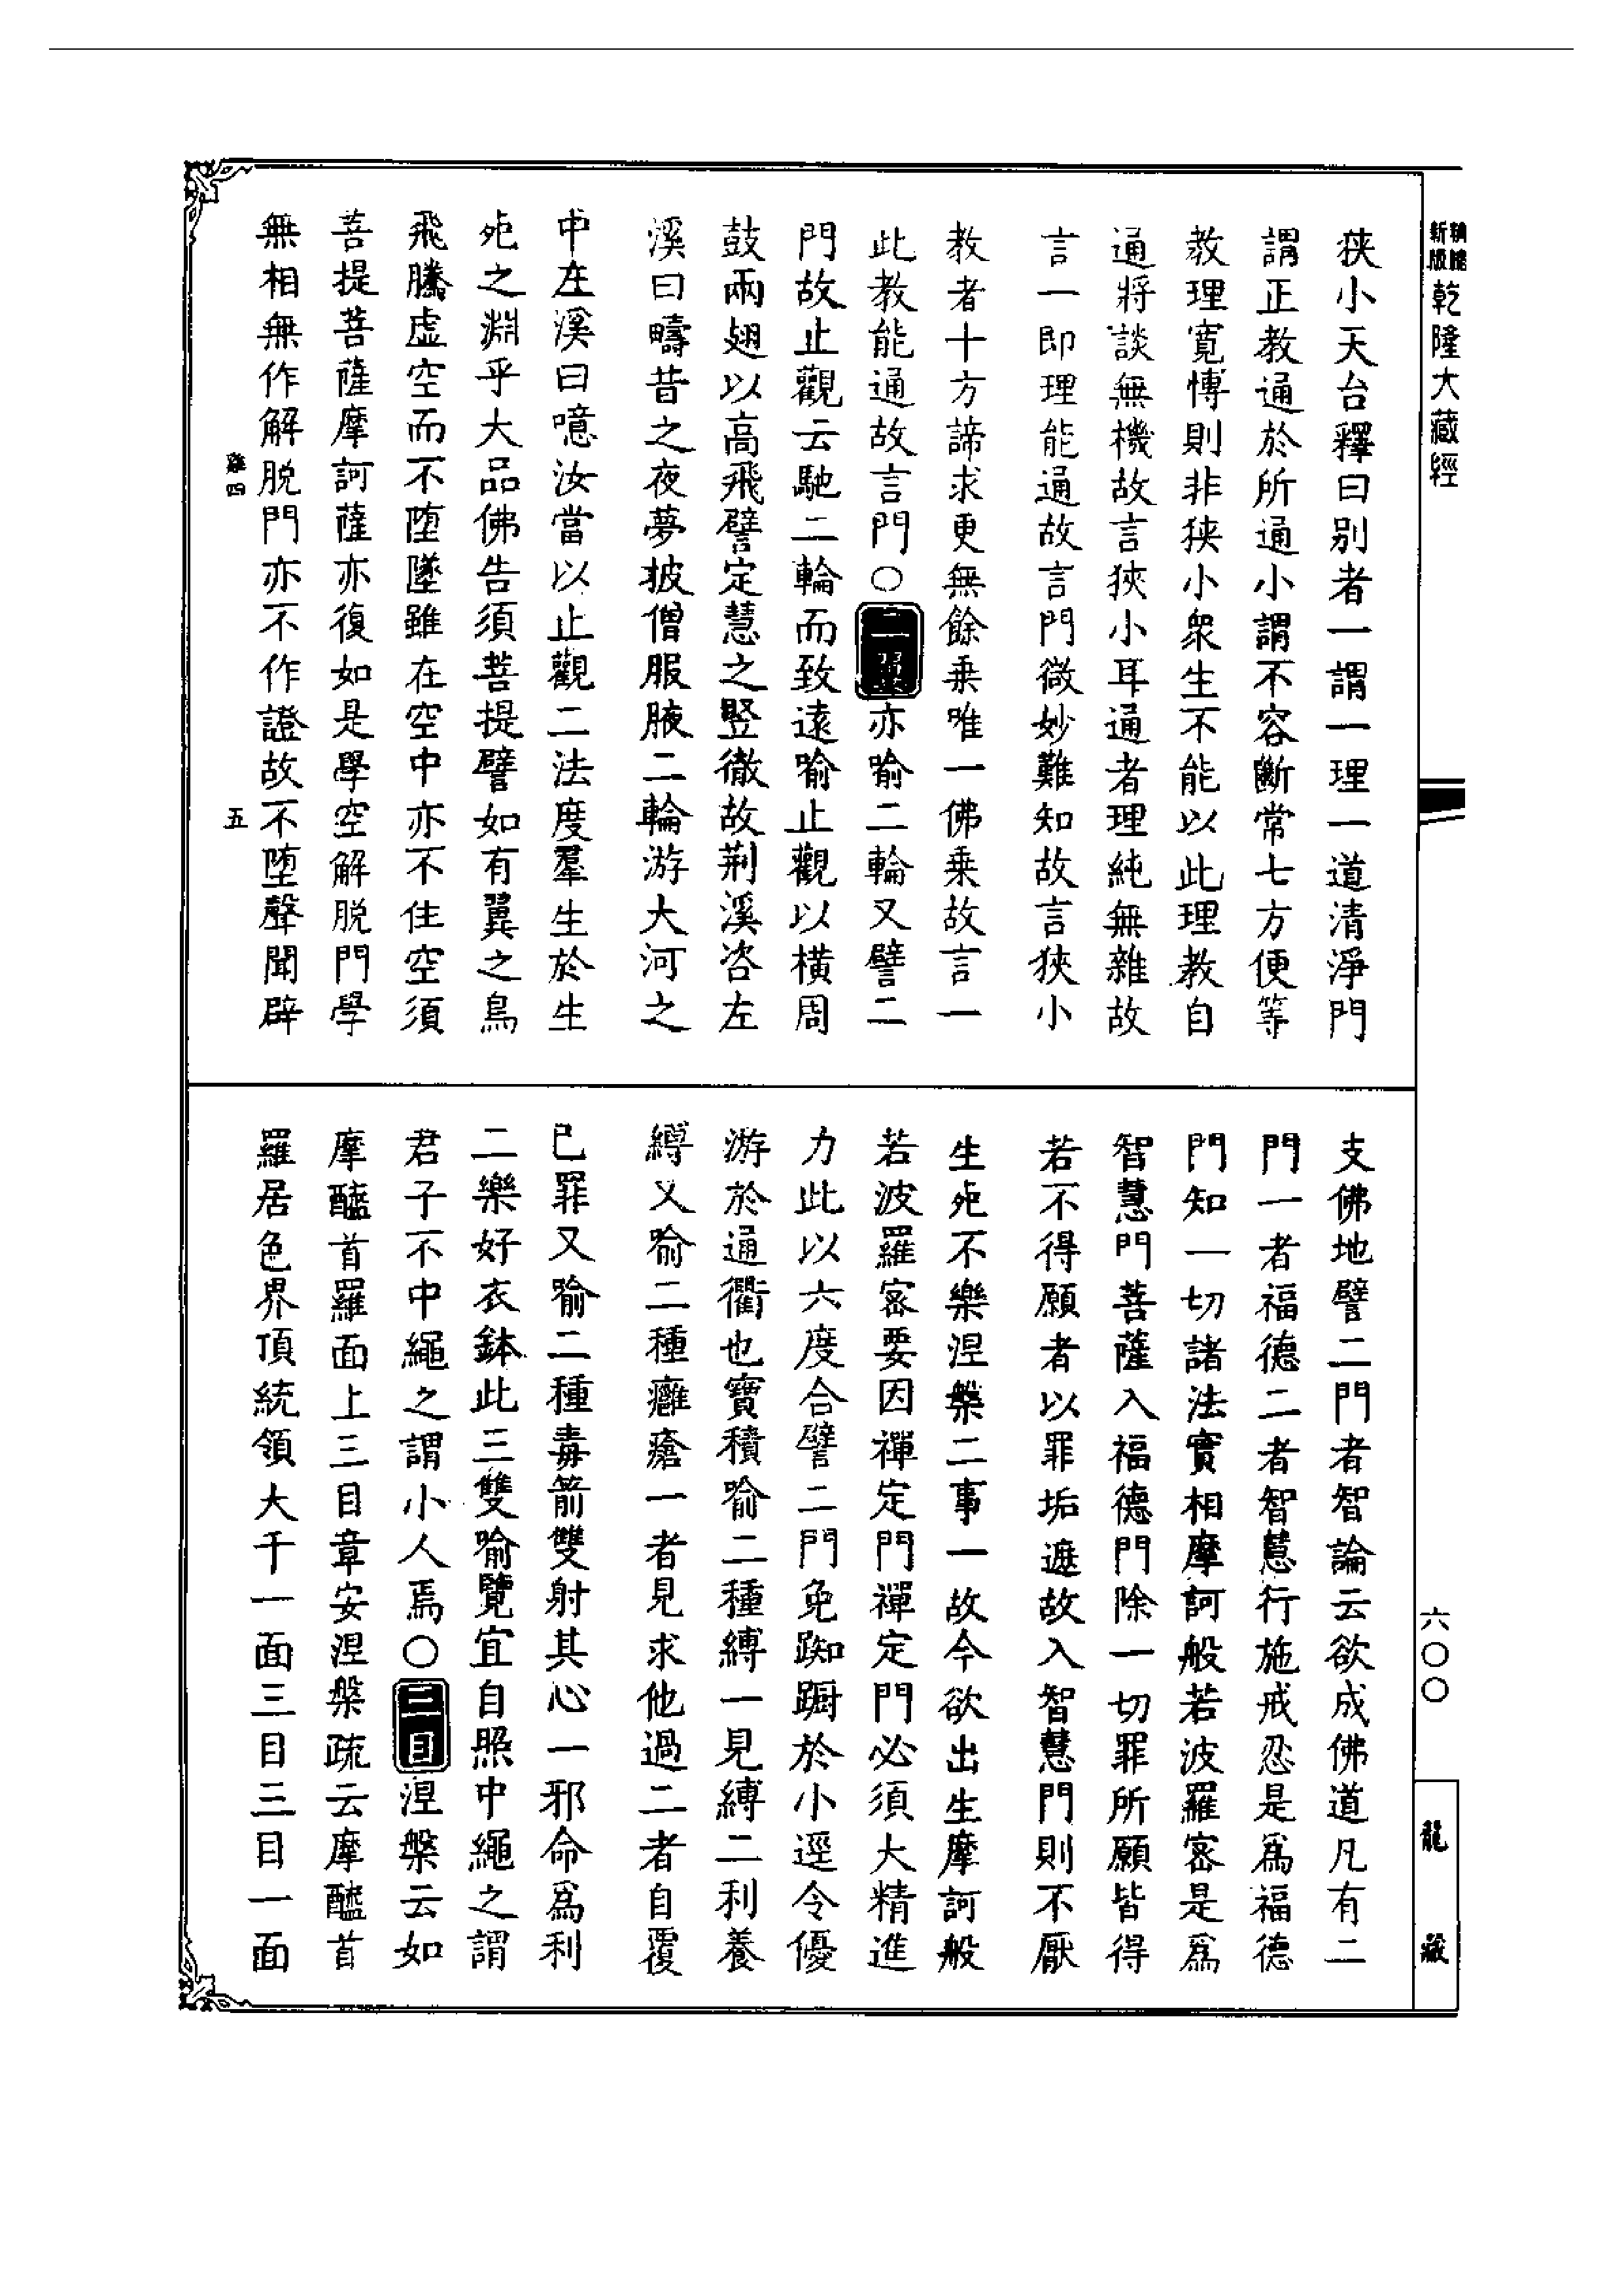 新版
乾隆大藏經
狹小天台釋曰別者一謂一理一道清淨門
謂正教通於所通小謂不容斷常七方便等
教理寬博則非狹小衆生不能以此理教自
通將談無機故言狹小耳通者理純無雜故
言一即理能通故言門微妙難知故言狹小
教者十方諦求更無餘乗唯一佛乗故言一
此教能通故言門○二翅亦喻二輪又譬二
門故止觀云馳二輪而致遠喻止觀以橫周
鼓兩翅以高飛譬定慧之竪徹故荆溪咨左
溪曰疇昔之夜夢披僧服腋二輪游大河之
中左溪曰噫汝當以止觀二法度羣生於生
死之淵乎大品佛告須菩提譬如有翼之鳥
飛騰虚空而不堕墜雖在空中亦不住空須
菩提菩薩摩訶薩亦復如是學空解脱門學
無相無作解脱門亦不作證故不堕聲聞辟
四
五
支佛地譬二門者智論云欲成佛道凡有二
門一者福德二者智慧行施戒忍是爲福德
門知一切諸法實相摩訶般若波羅宻是爲
智慧門菩薩入福德門除一切罪所願皆得
若不得願者以罪垢遮故入智慧門則不厭
生死不樂涅槃二事一故今欲出生摩訶般
若波羅宻要因禪定門禪定門必須大精進
力此以六度合譬二門免踟蹰於小逕令優
游於通衢也寶積喻二種縛一見縛二利養
縛又喻二種癰瘡一者見求他過二者自覆
已罪又喻二種毒箭雙射其心一邪命爲利
二樂好衣鉢此三雙喻覽宜自照中繩之謂
君子不中繩之謂小人焉○三目涅槃云如
摩醯首羅面上三目章安涅槃疏云摩醯首
羅居色界頂統領大千一面三目三目一面
六〇〇
龍藏